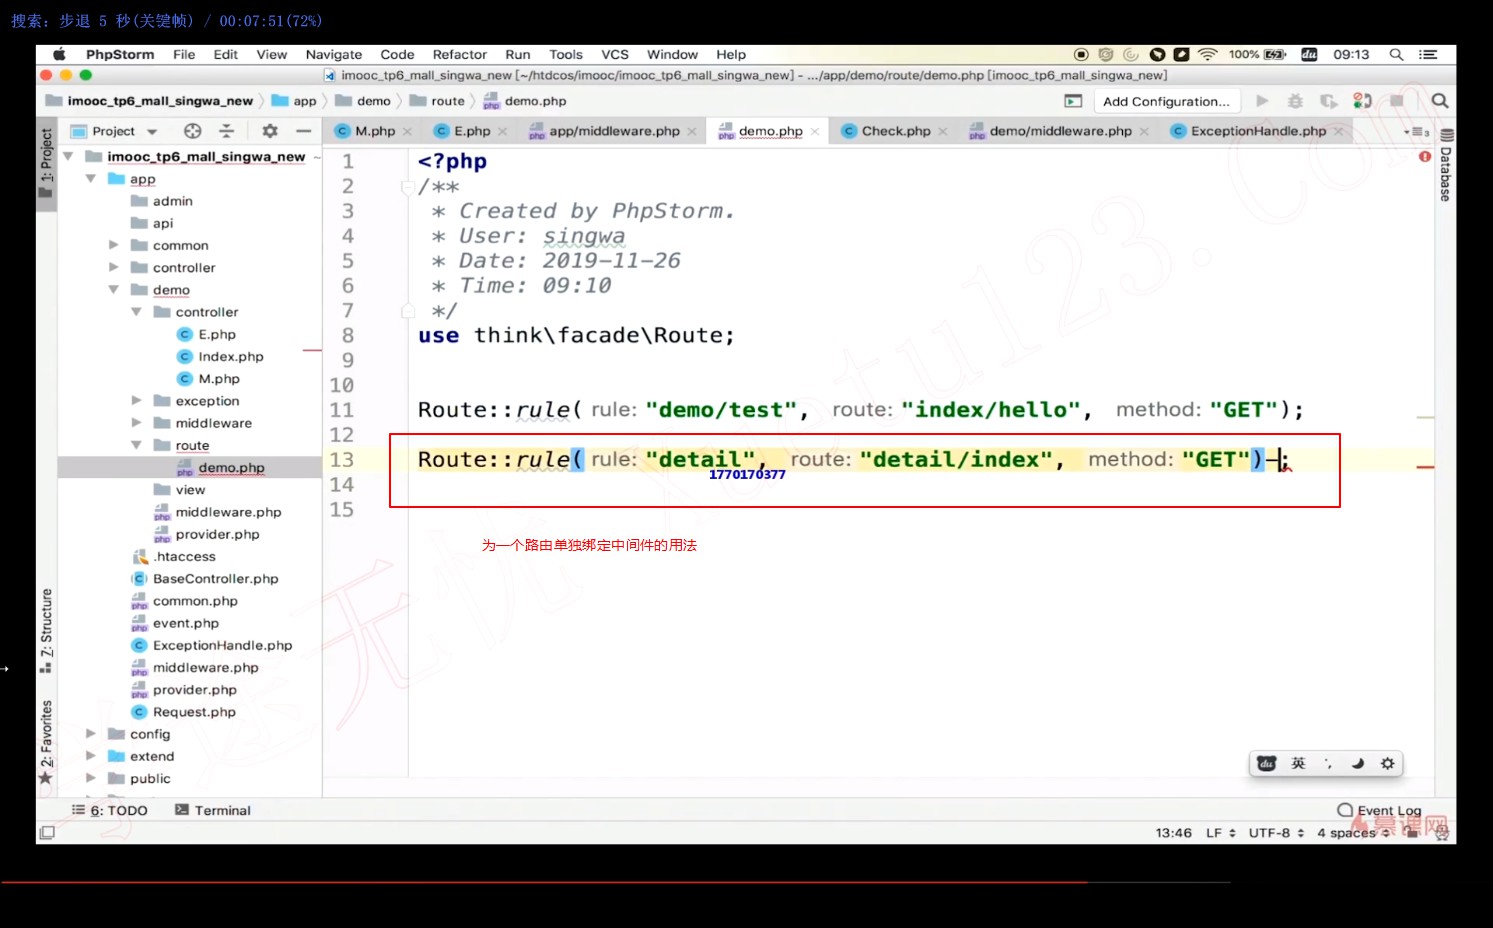 搜索: 步退 5 秒(关键帧) / 00:07:51(72%)
PhpStorm File Edit View Navigate Code Refactor Run Tools VCS Window Help 100% du 09:13
imooc_tp6_mall_singwa_new [~/htdcos/imooc/imooc_tp6_mall_singwa_new] - .../app/demo/route/demo.php [imooc_tp6_mall_singwa_new]
imooc_tp6_mall_singwa_new app demo route demo.php Add Configuration...
Project M.php E.php app/middleware.php demo.php Check.php demo/middleware.php ExceptionHandle.php
1: Project
Database
imooc_tp6_mall_singwa_new
app
admin
api
common
controller
demo
controller
E.php
Index.php
M.php
exception
middleware
route
demo.php
view
middleware.php
provider.php
.htaccess
BaseController.php
common.php
event.php
ExceptionHandle.php
middleware.php
provider.php
Request.php
config
extend
public
Z: Structure
2: Favorites
1 <?php
2 /**
3 * Created by PhpStorm.
4 * User: singwa
5 * Date: 2019-11-26
6 * Time: 09:10
7 */
8 use think\facade\Route;
9
10
11 Route::rule( rule: "demo/test", route: "index/hello", method: "GET");
12
13 Route::rule( rule: "detail", route: "detail/index", method: "GET")-;
1770170377
14
15
为一个路由单独绑定中间件的用法
du 英
6: TODO Terminal Event Log
13:46 LF UTF-8 4 spaces
慕课网